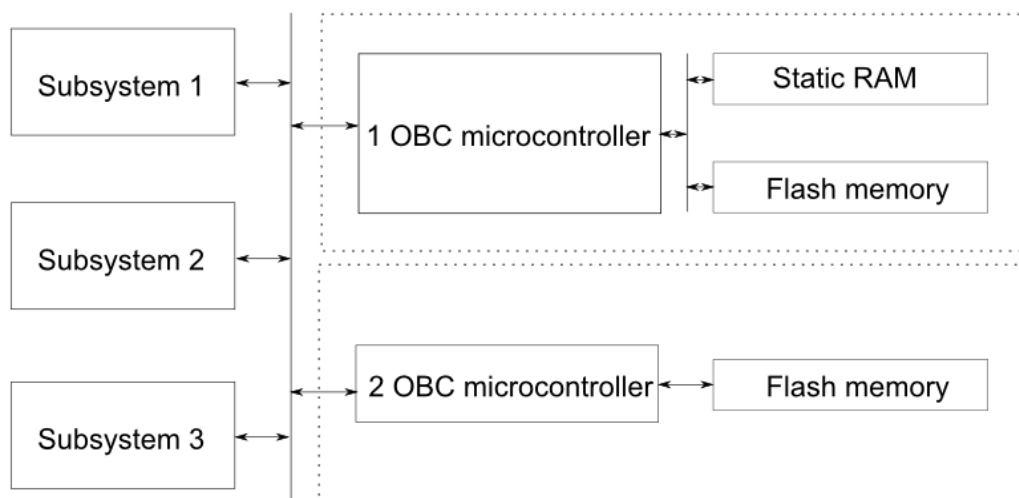 Subsystem 1
Subsystem 2
Subsystem 3
1 OBC microcontroller
Static RAM
Flash memory
2 OBC microcontroller
Flash memory